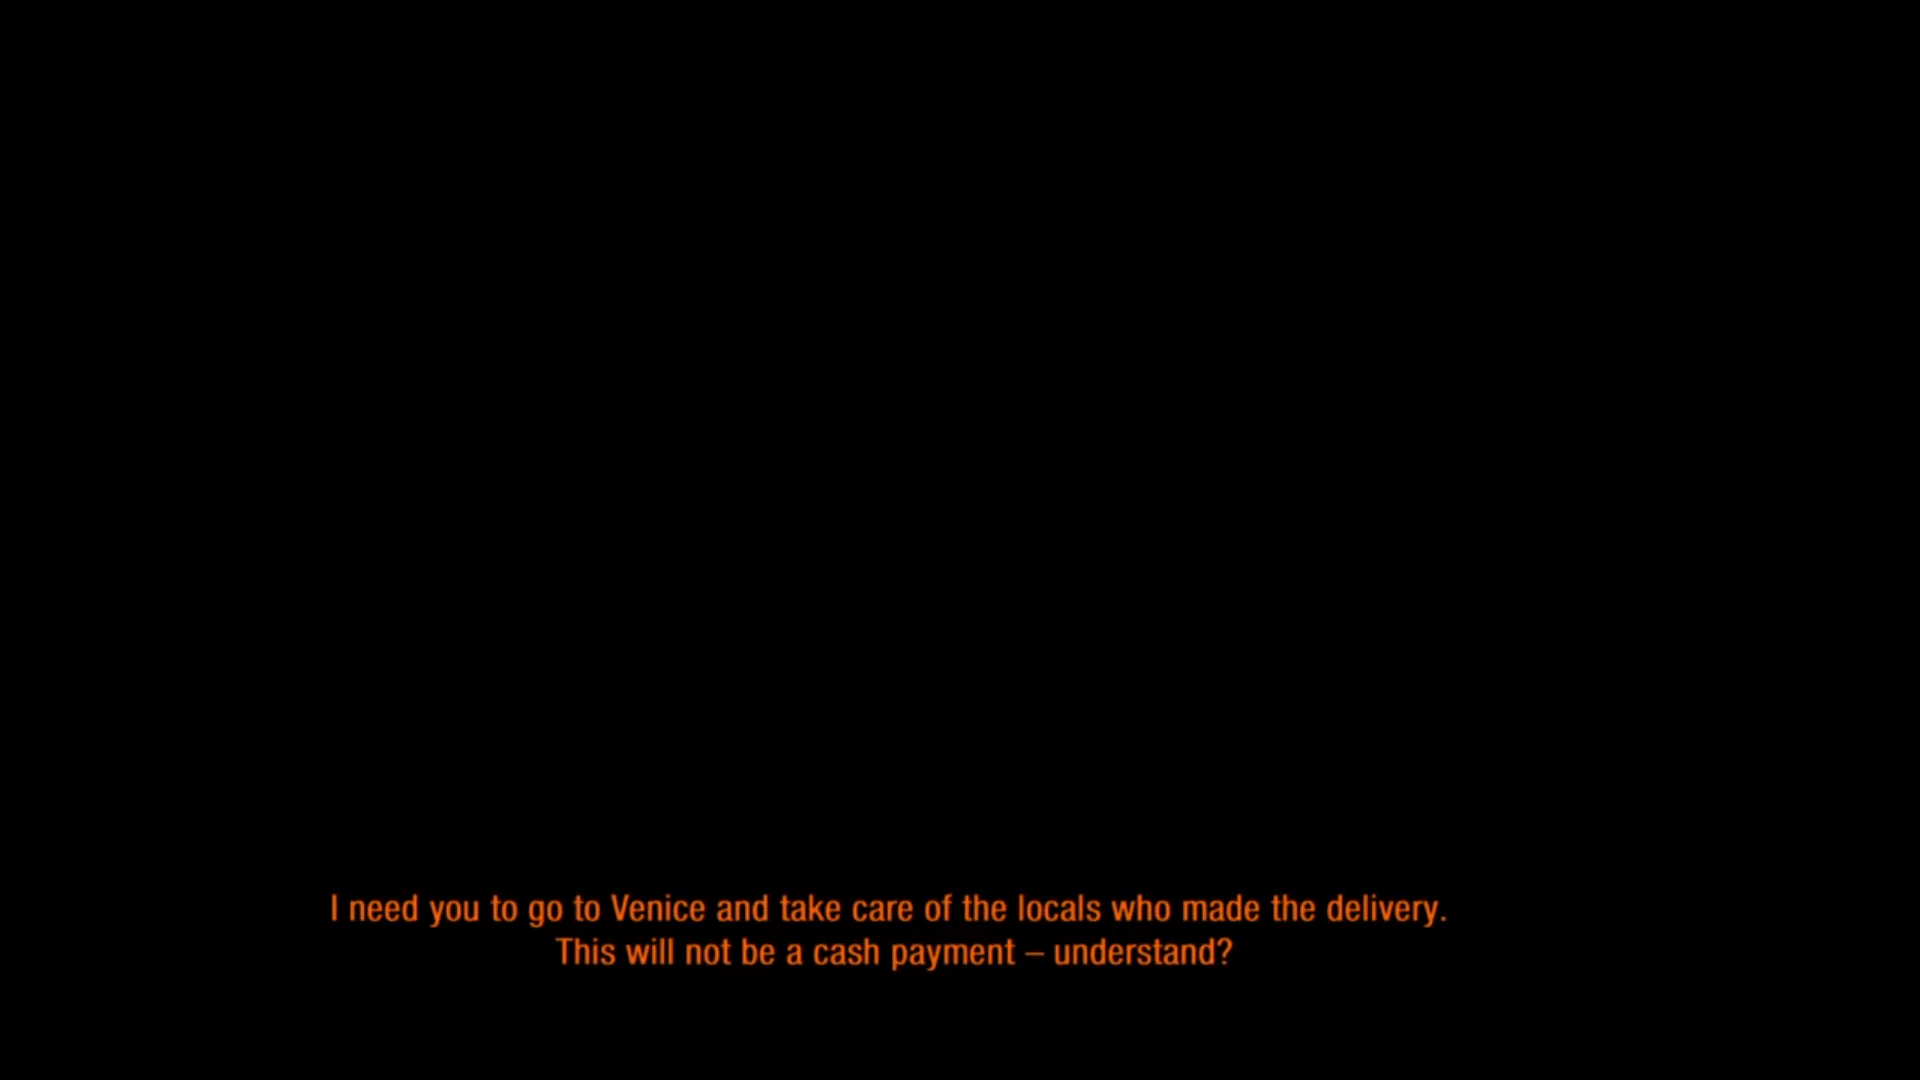 I need you to go to Venice and take care of the locals who made the delivery.
This will not be a cash payment – understand?